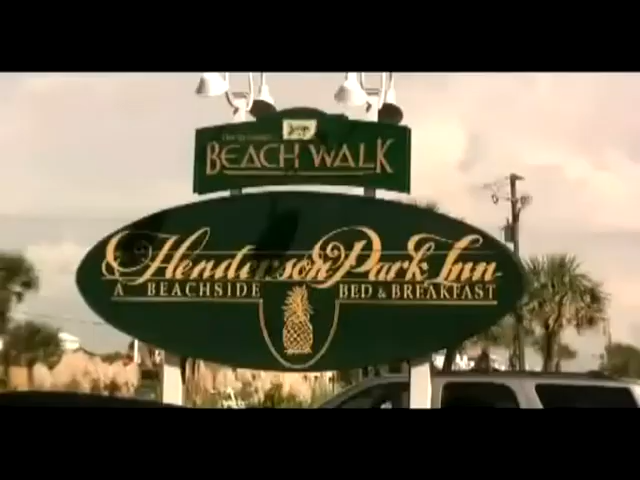 BEACH WALK
Henderson Park Inn
A BEACHSIDE BED & BREAKFAST